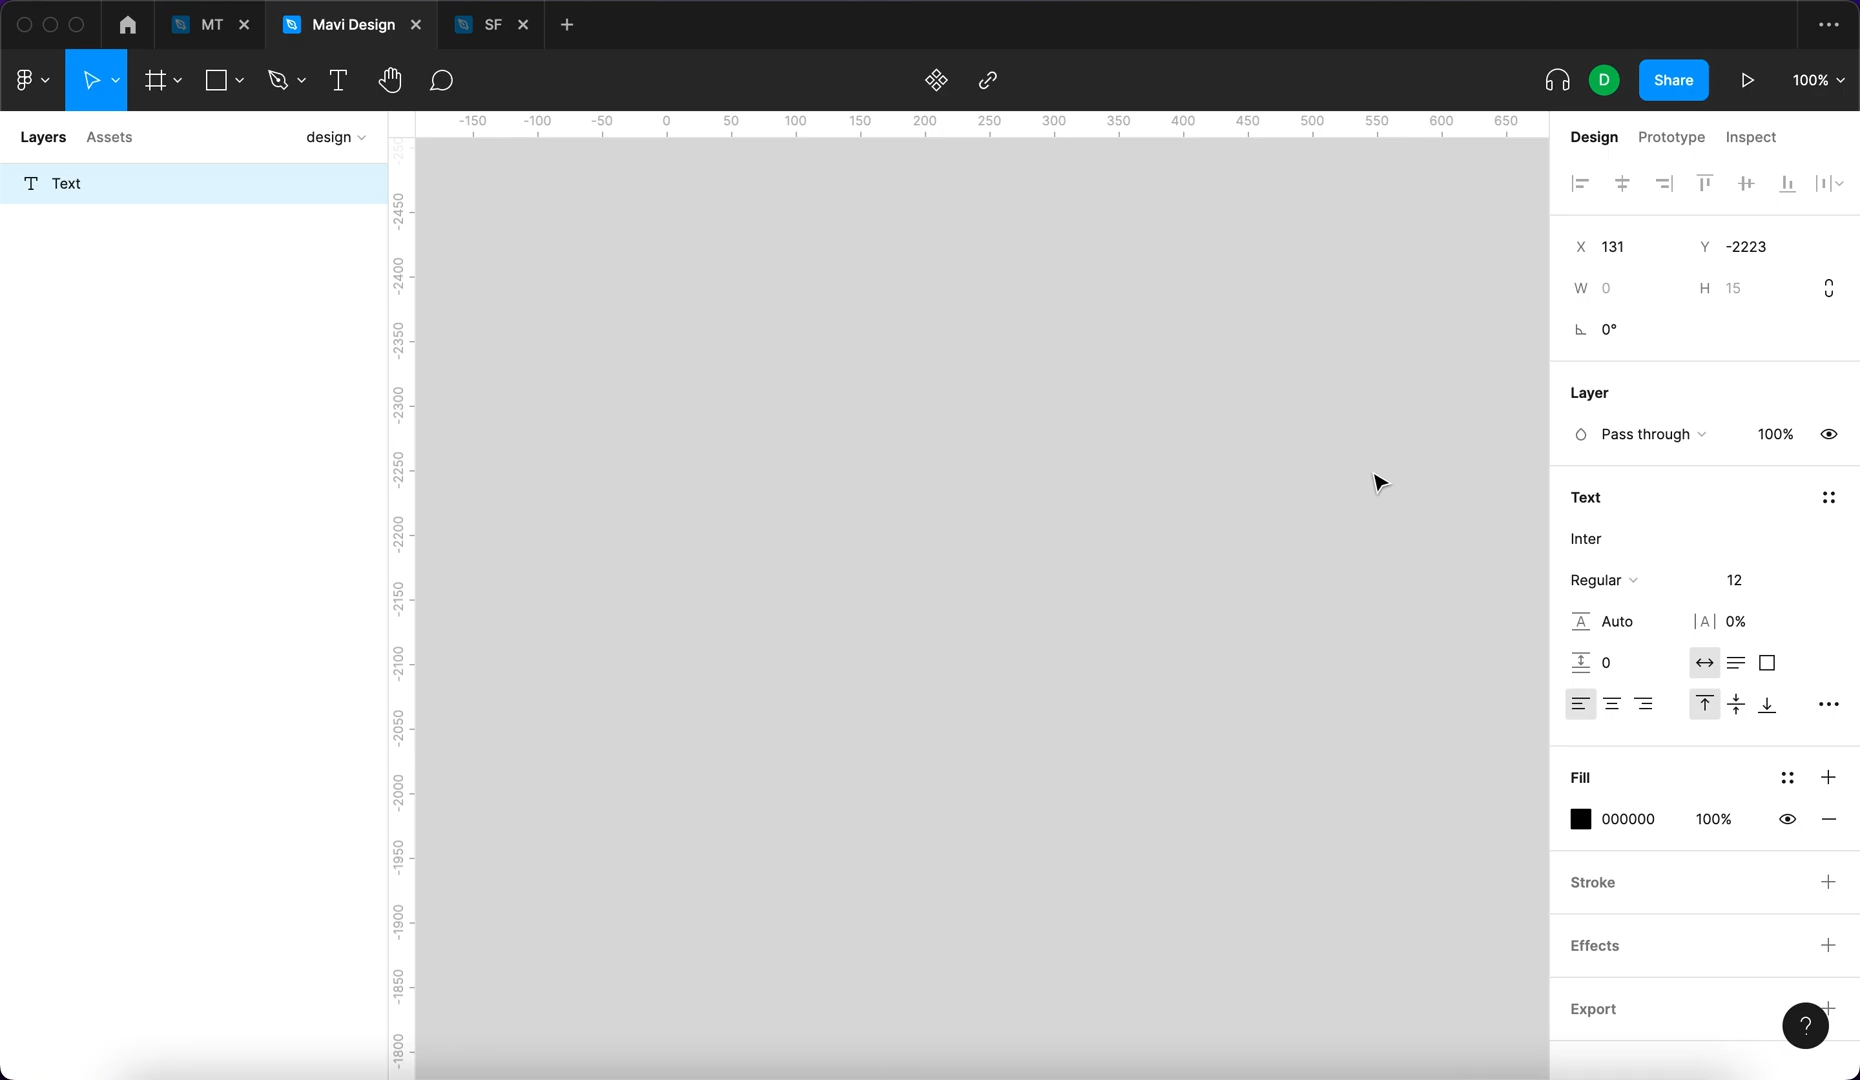 MT
Mavi Design
SF
D
Share
100%
Layers
Assets
design
-150 -100 -50 0 50 100 150 200 250 300 350 400 450 500 550 600 650
Design
Prototype
Inspect
Text
-250
-2450
-2400
-2350
-2300
-2250
-2200
-2150
-2100
-2050
-2000
-1950
-1900
-1850
-1800
X 131 Y -2223
W 0 H 15
0°
Layer
Pass through 100%
Text
Inter
Regular 12
A Auto |A| 0%
0
Fill
000000 100%
Stroke
Effects
Export
?